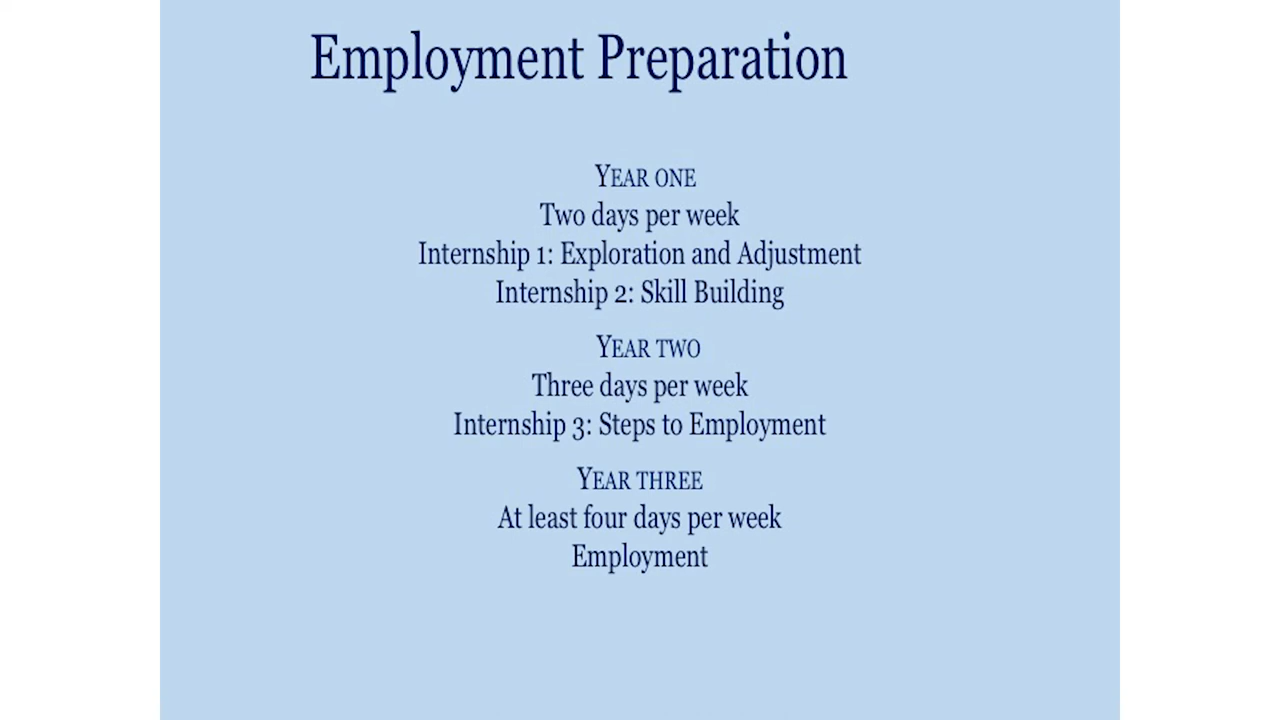 Employment Preparation
YEAR ONE
Two days per week
Internship 1: Exploration and Adjustment
Internship 2: Skill Building
YEAR TWO
Three days per week
Internship 3: Steps to Employment
YEAR THREE
At least four days per week
Employment